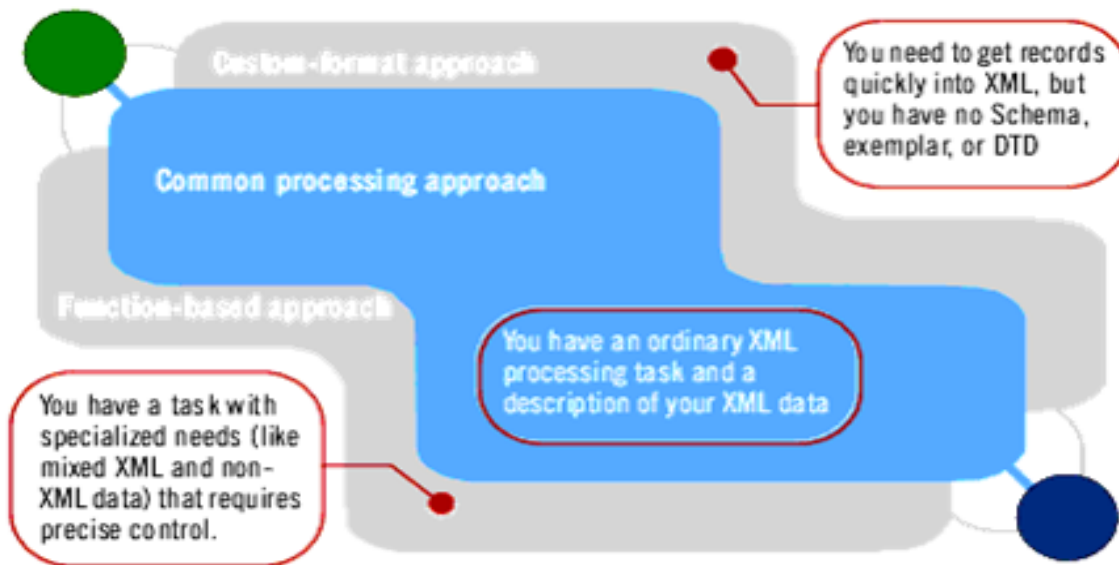 Custom-format approach
You need to get records
quickly into XML, but
you have no Schema,
exemplar, or DTD
Common processing approach
Function-based approach
You have an ordinary XML
processing task and a
description of your XML data
You have a task with
specialized needs (like
mixed XML and non-
XML data) that requires
precise control.